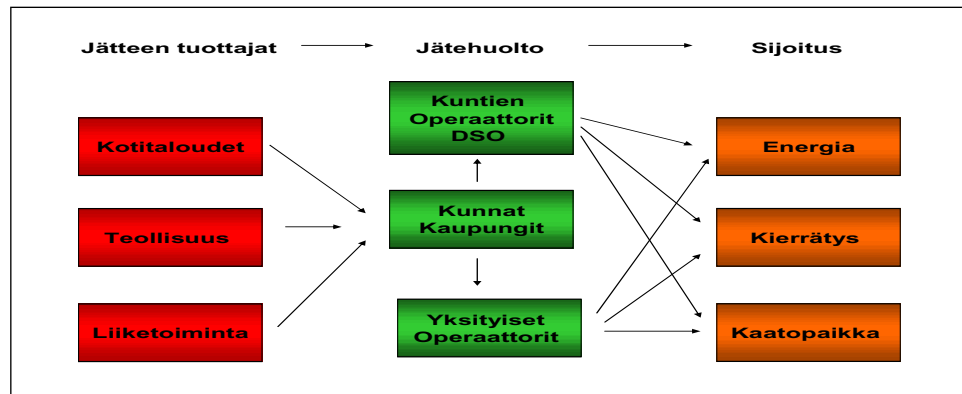 Jätteen tuottajat
Jätehuolto
Sijoitus
Kotitaloudet
Teollisuus
Liiketoiminta
Kuntien
Operaattorit
DSO
Kunnat
Kaupungit
Yksityiset
Operaattorit
Energia
Kierrätys
Kaatopaikka